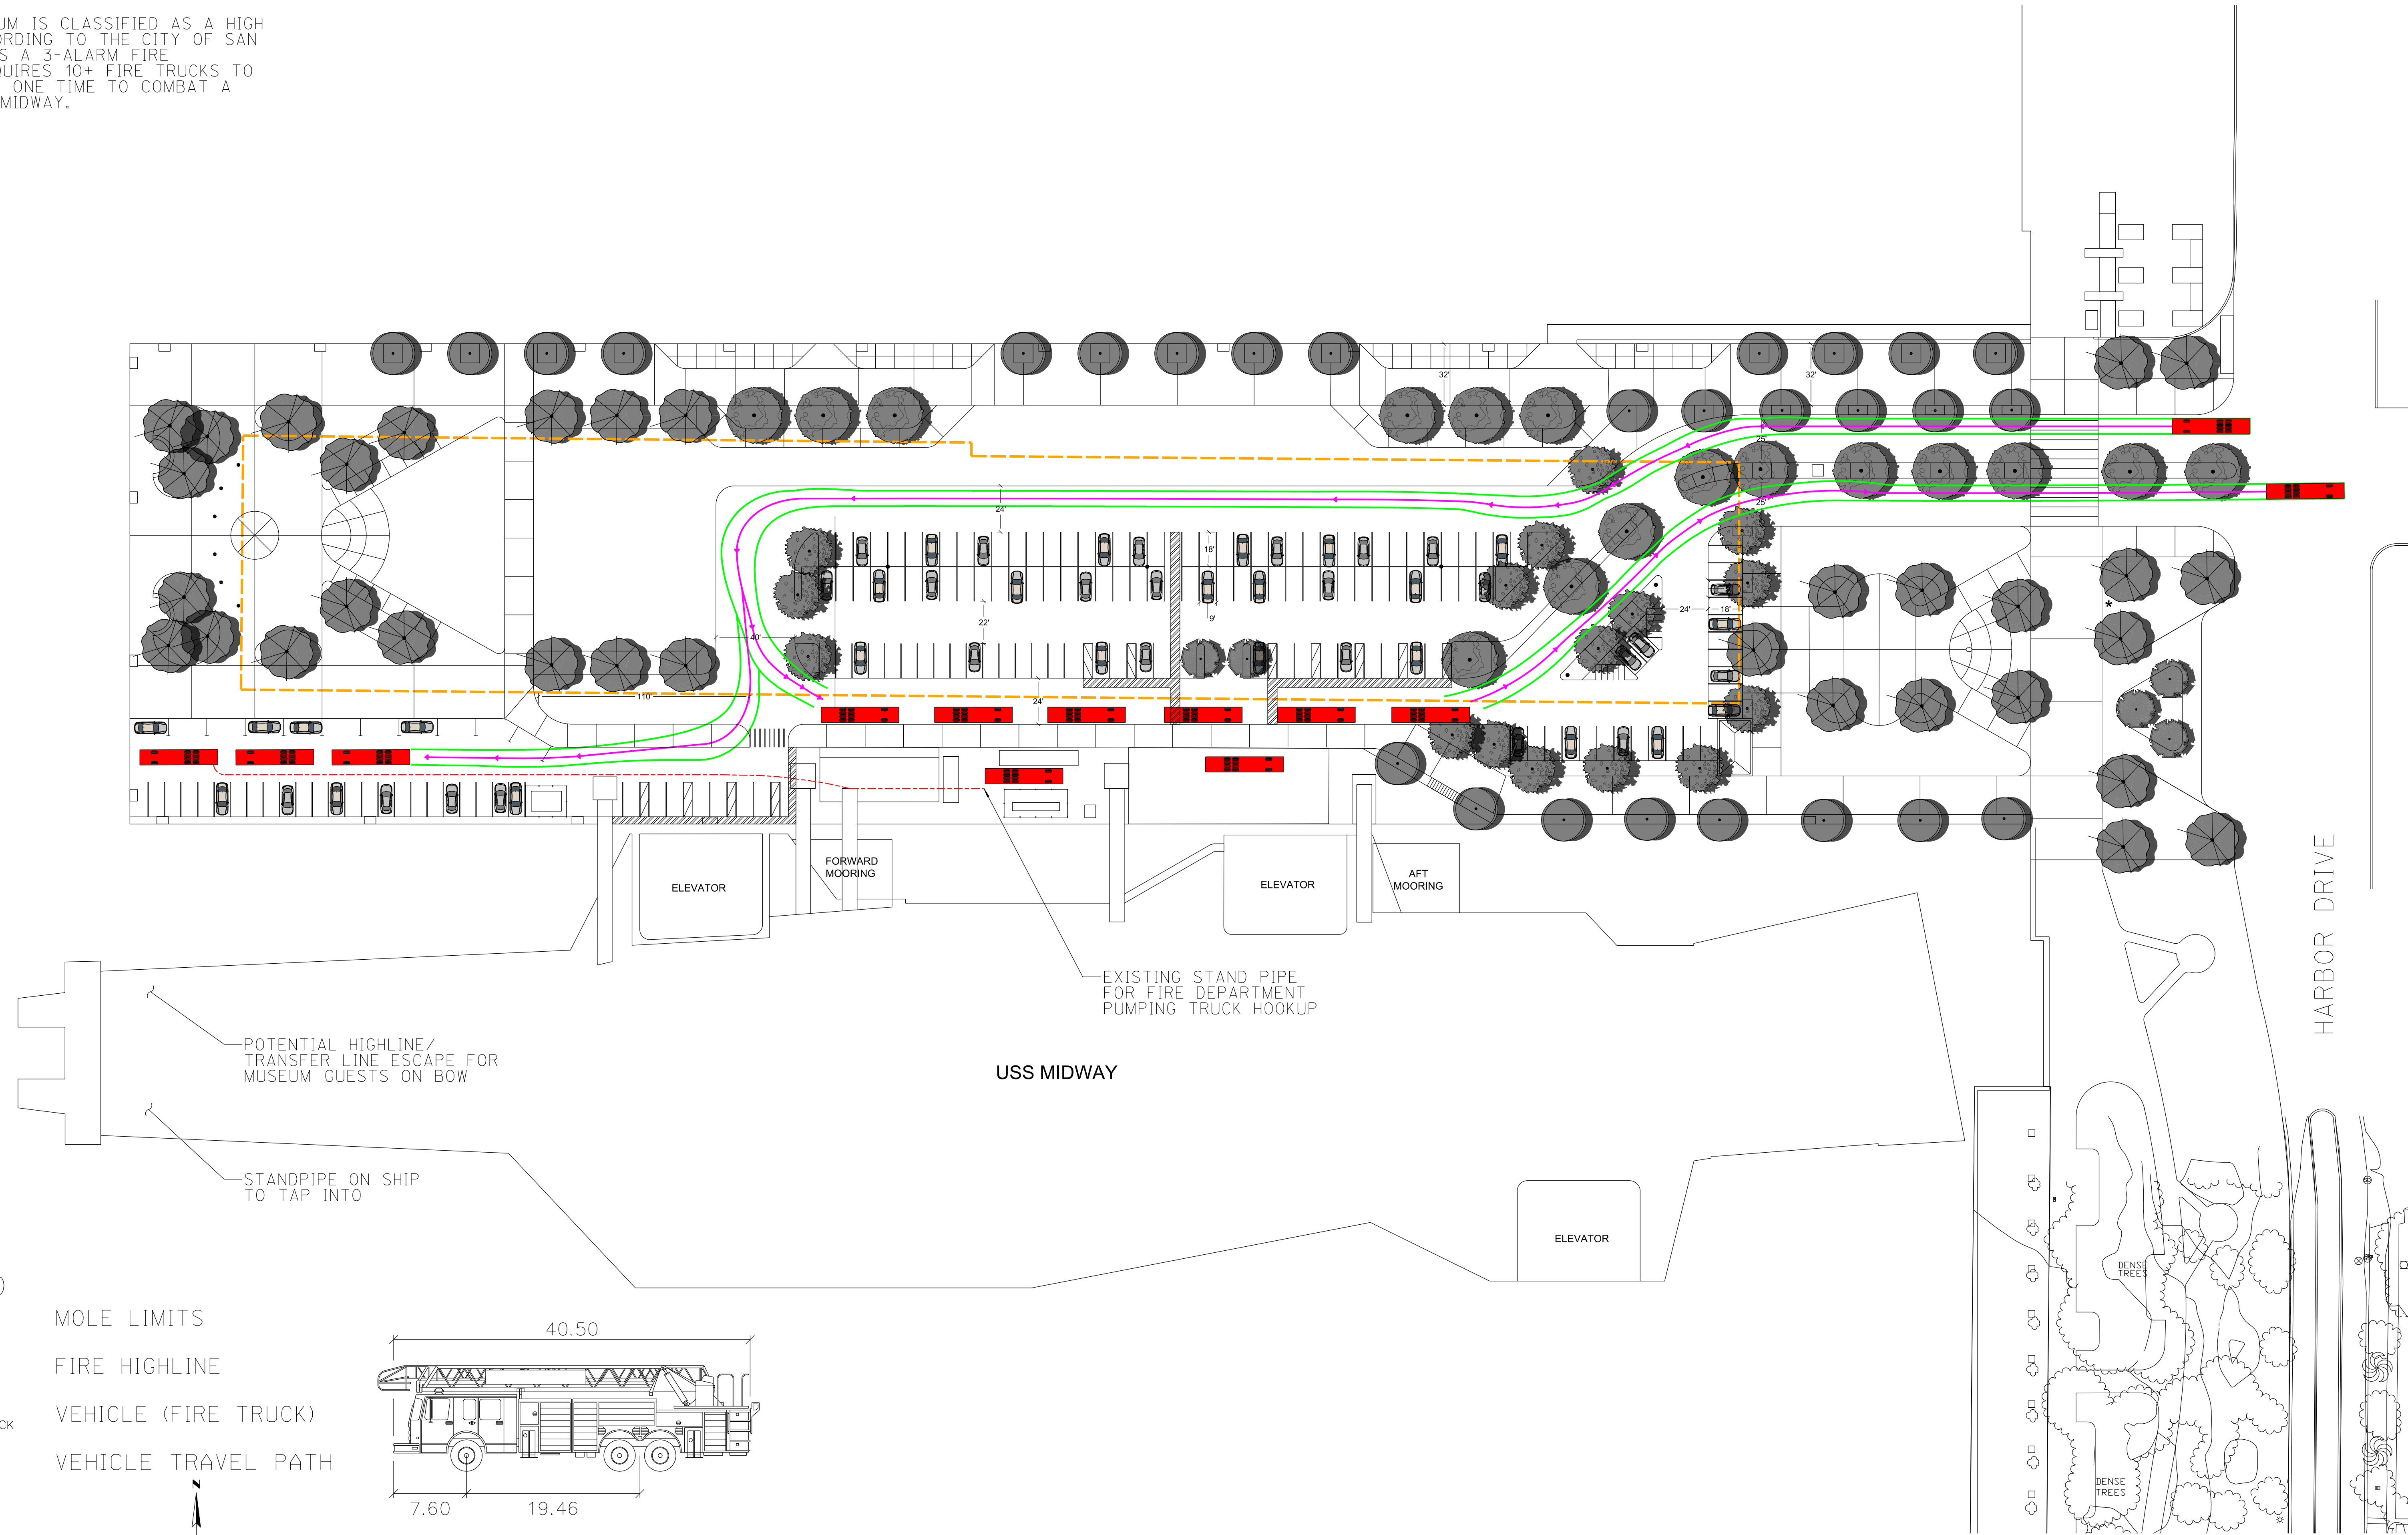 UM IS CLASSIFIED AS A HIGH
ORDING TO THE CITY OF SAN
S A 3-ALARM FIRE
QUIRES 10+ FIRE TRUCKS TO
ONE TIME TO COMBAT A
MIDWAY.
32'
32'
25'
25'
24'
18'
9'
22'
40'
24'
18'
110'
24'
ELEVATOR
FORWARD
MOORING
ELEVATOR
AFT
MOORING
EXISTING STAND PIPE
FOR FIRE DEPARTMENT
PUMPING TRUCK HOOKUP
POTENTIAL HIGHLINE/
TRANSFER LINE ESCAPE FOR
MUSEUM GUESTS ON BOW
USS MIDWAY
STANDPIPE ON SHIP
TO TAP INTO
ELEVATOR
HARBOR DRIVE
DENSE
TREES
DENSE
TREES
MOLE LIMITS
FIRE HIGHLINE
VEHICLE (FIRE TRUCK)
CK
VEHICLE TRAVEL PATH
N
40.50
7.60
19.46